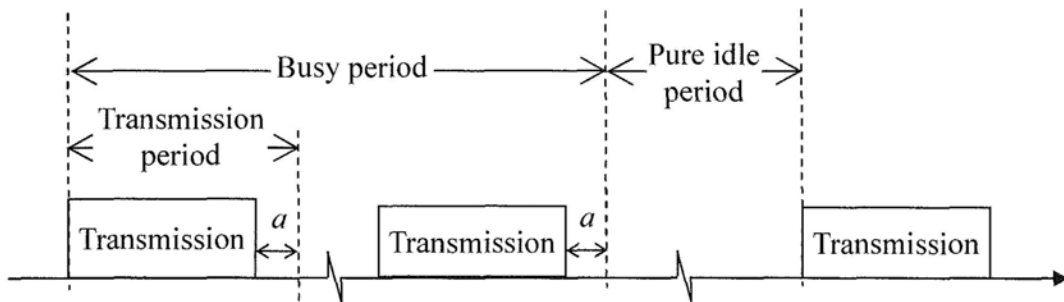 Busy period
Pure idle
period
Transmission
period
Transmission
a
Transmission
a
Transmission